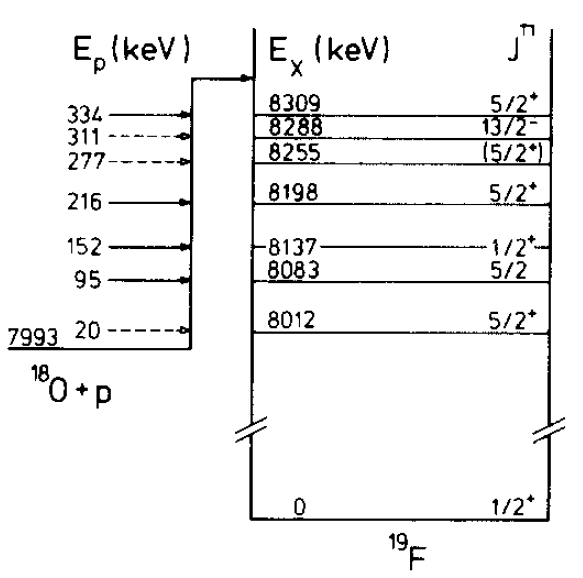 Eₚ(keV) Eₓ (keV) Jᵖⁱ
334 8309 5/2⁺
311 8288 13/2⁻
277 8255 (5/2⁺)
216 8198 5/2⁺
152 8137 1/2⁺
95 8083 5/2
7993 20 8012 5/2⁺
¹⁸O + p
0 1/2⁺
¹⁹F